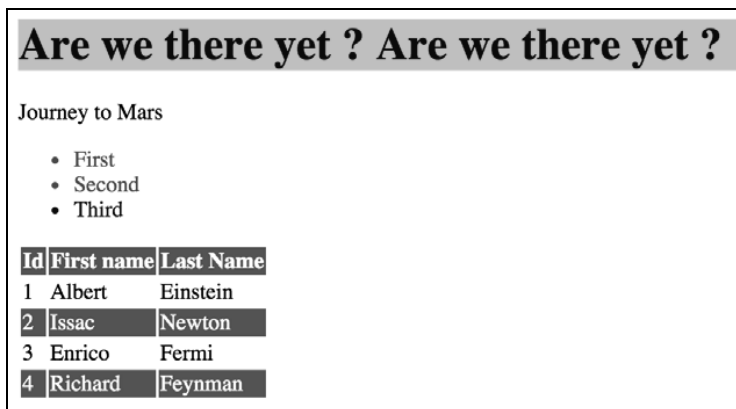 Are we there yet ? Are we there yet ?
Journey to Mars
• First
• Second
• Third
Id First name Last Name
1 Albert Einstein
2 Issac Newton
3 Enrico Fermi
4 Richard Feynman